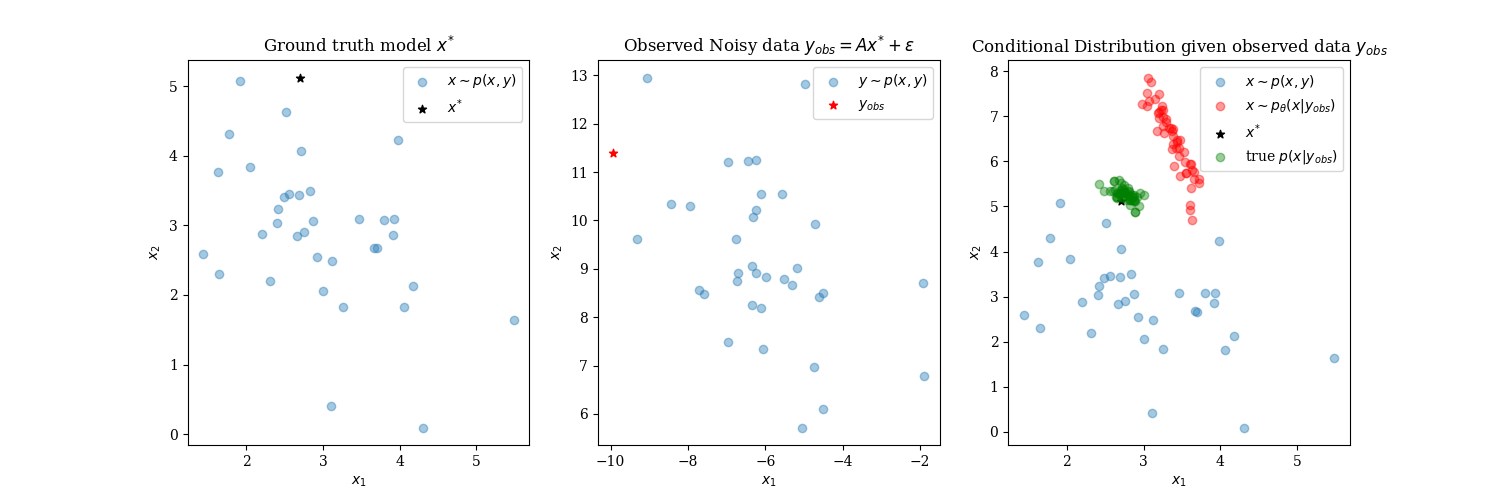 Ground truth model $x^*$
5
4
3
2
1
0
x₂
2
3
4
5
x₁
x ~ p(x, y)
x*
Observed Noisy data y_obs = Ax* + ε
13
12
11
10
9
8
7
6
x₂
−10
−8
−6
−4
−2
x₁
y ~ p(x, y)
y_obs
Conditional Distribution given observed data y_obs
8
7
6
5
4
3
2
1
0
x₂
2
3
4
5
x₁
x ~ p(x, y)
x ~ p_θ(x|y_obs)
x*
true p(x|y_obs)